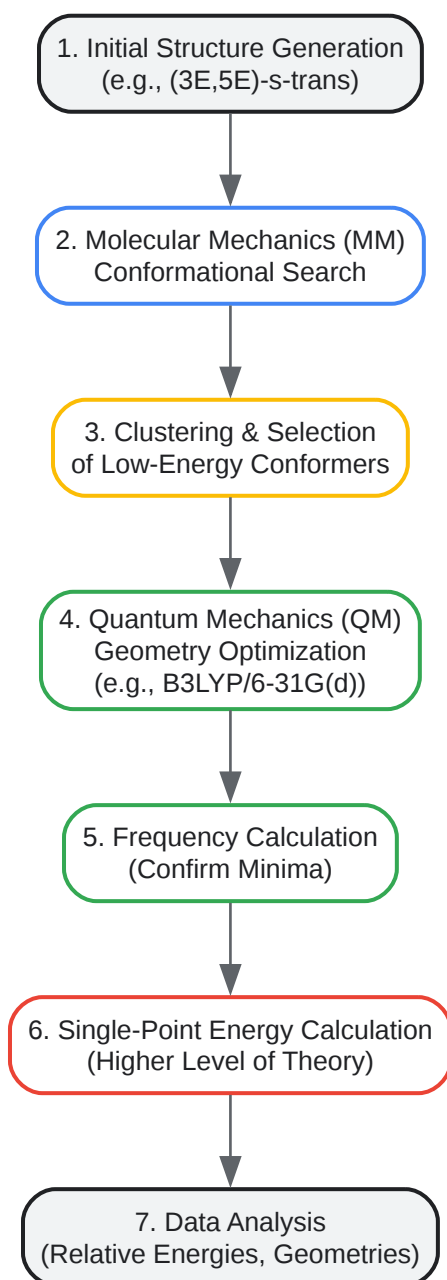 1. Initial Structure Generation
(e.g., (3E,5E)-s-trans)
2. Molecular Mechanics (MM)
Conformational Search
3. Clustering & Selection
of Low-Energy Conformers
4. Quantum Mechanics (QM)
Geometry Optimization
(e.g., B3LYP/6-31G(d))
5. Frequency Calculation
(Confirm Minima)
6. Single-Point Energy Calculation
(Higher Level of Theory)
7. Data Analysis
(Relative Energies, Geometries)